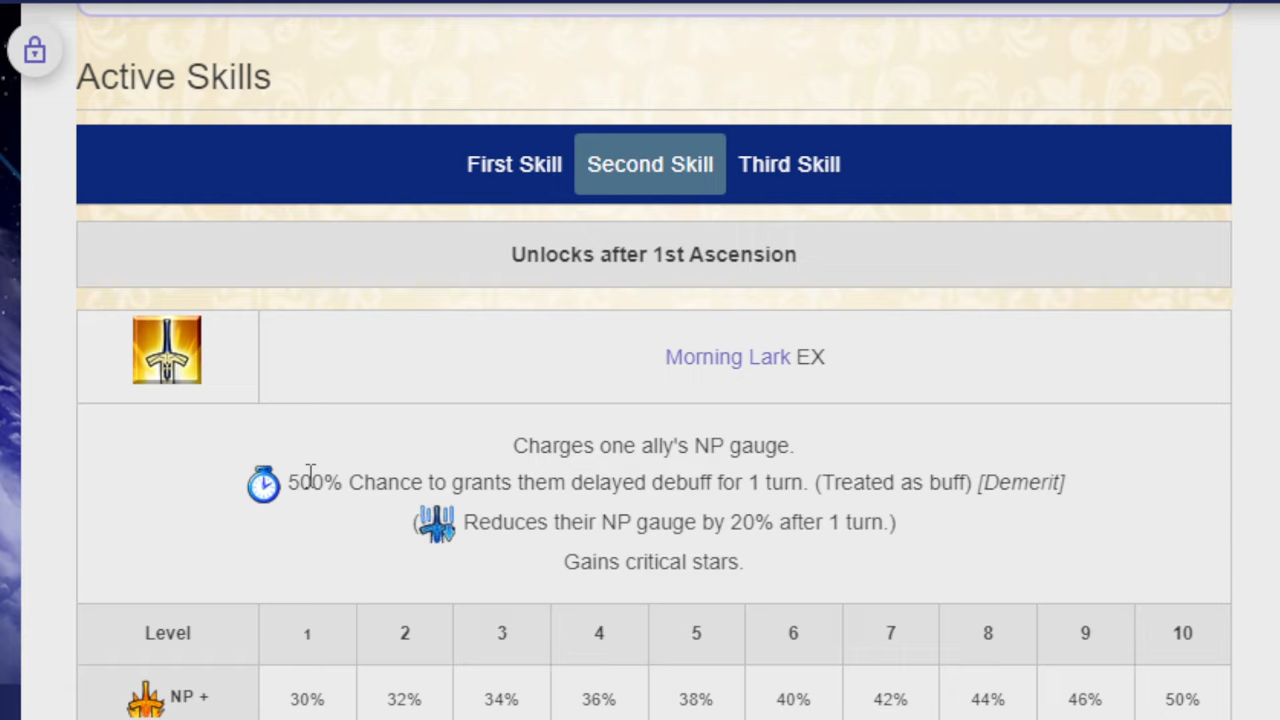 Active Skills
First Skill Second Skill Third Skill
Unlocks after 1st Ascension
Morning Lark EX
Charges one ally's NP gauge.
500% Chance to grants them delayed debuff for 1 turn. (Treated as buff) [Demerit]
( Reduces their NP gauge by 20% after 1 turn.)
Gains critical stars.
Level 1 2 3 4 5 6 7 8 9 10
NP + 30% 32% 34% 36% 38% 40% 42% 44% 46% 50%